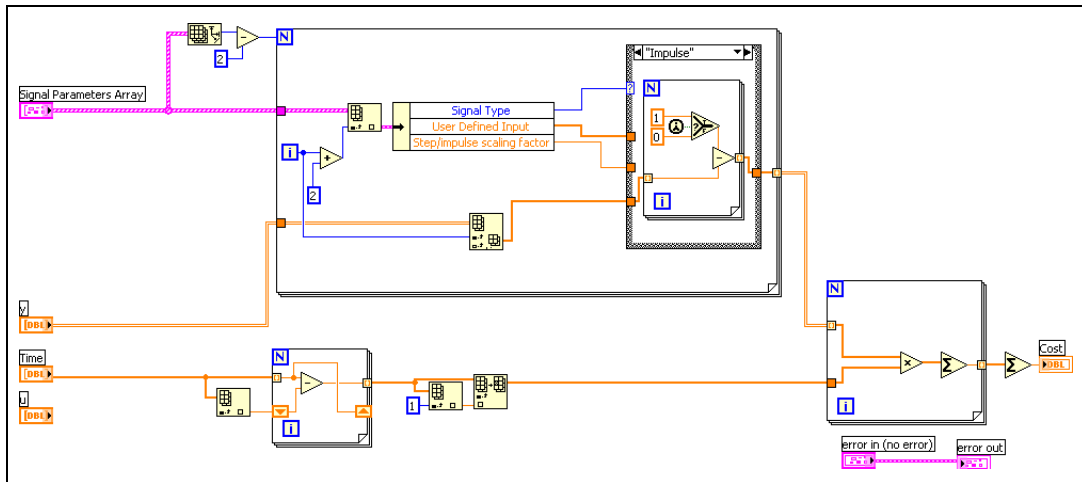 N
2
"Impulse"
N
Signal Parameters Array
Signal Type
?
User Defined Input
Step/impulse scaling factor
1
0
?
T
F
i
2
i
y
[DBL]
N
Time
[DBL]
N
Cost
DBL
u
[DBL]
1
i
i
error in (no error)
error out